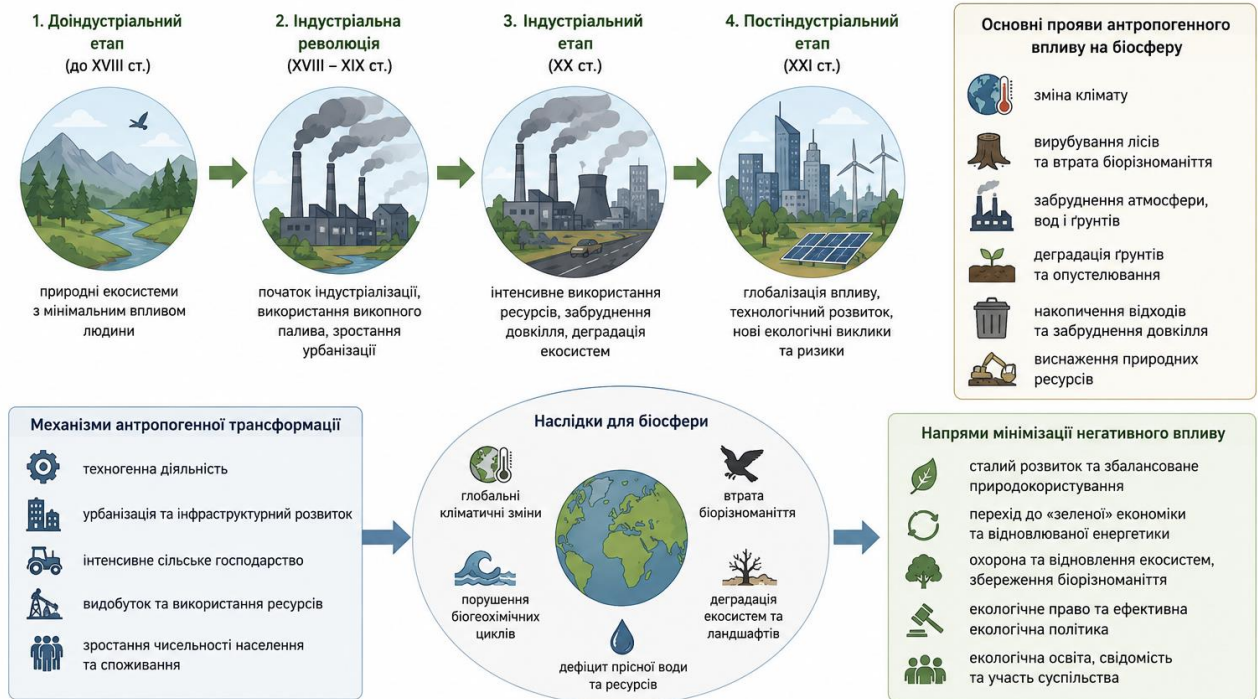 1. Доіндустріальний
етап
(до XVIII ст.)
природні екосистеми
з мінімальним впливом
людини
2. Індустріальна
революція
(XVIII – XIX ст.)
початок індустріалізації,
використання викопного
палива, зростання
урбанізації
3. Індустріальний
етап
(XX ст.)
інтенсивне використання
ресурсів, забруднення
довкілля, деградація
екосистем
4. Постіндустріальний
етап
(XXI ст.)
глобалізація впливу,
технологічний розвиток,
нові екологічні виклики
та ризики
Основні прояви антропогенного
впливу на біосферу
зміна клімату
вирубування лісів
та втрата біорізноманіття
забруднення атмосфери,
вод і ґрунтів
деградація ґрунтів
та опустелювання
накопичення відходів
та забруднення довкілля
виснаження природних
ресурсів
Механізми антропогенної трансформації
техногенна діяльність
урбанізація та інфраструктурний розвиток
інтенсивне сільське господарство
видобуток та використання ресурсів
зростання чисельності населення
та споживання
Наслідки для біосфери
глобальні
кліматичні зміни
втрата
біорізноманіття
порушення
біогеохімічних
циклів
деградація
екосистем та
ландшафтів
дефіцит прісної води
та ресурсів
Напрями мінімізації негативного впливу
сталий розвиток та збалансоване
природокористування
перехід до «зеленої» економіки
та відновлюваної енергетики
охорона та відновлення екосистем,
збереження біорізноманіття
екологічне право та ефективна
екологічна політика
екологічна освіта, свідомість
та участь суспільства